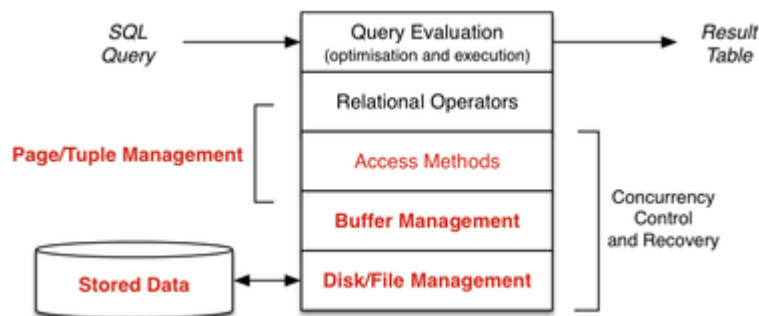 SQL
Query
Query Evaluation
(optimisation and execution)
Result
Table
Relational Operators
Page/Tuple Management
Access Methods
Buffer Management
Concurrency
Control
and Recovery
Stored Data
Disk/File Management